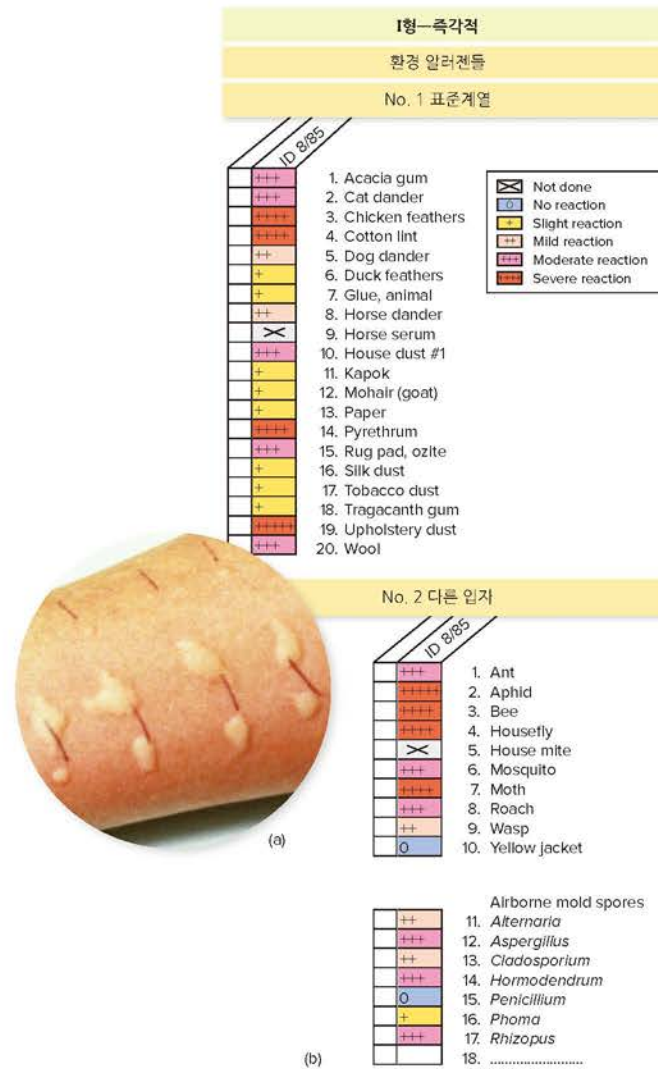 I형—즉각적
환경 알러젠들
No. 1 표준계열
ID 8/85
+++ 1. Acacia gum
+++ 2. Cat dander
++++ 3. Chicken feathers
++++ 4. Cotton lint
++ 5. Dog dander
+ 6. Duck feathers
+ 7. Glue, animal
++ 8. Horse dander
9. Horse serum
+++ 10. House dust #1
+ 11. Kapok
+ 12. Mohair (goat)
+ 13. Paper
++++ 14. Pyrethrum
+++ 15. Rug pad, ozite
+ 16. Silk dust
+ 17. Tobacco dust
+ 18. Tragacanth gum
+++++ 19. Upholstery dust
+++ 20. Wool
Not done
0 No reaction
+ Slight reaction
++ Mild reaction
+++ Moderate reaction
++++ Severe reaction
No. 2 다른 입자
ID 8/85
+++ 1. Ant
+++++ 2. Aphid
++++ 3. Bee
++++ 4. Housefly
5. House mite
+++ 6. Mosquito
++++ 7. Moth
+++ 8. Roach
++ 9. Wasp
0 10. Yellow jacket
(a)
Airborne mold spores
++ 11. Alternaria
+++ 12. Aspergillus
++ 13. Cladosporium
+++ 14. Hormodendrum
0 15. Penicillium
+ 16. Phoma
+++ 17. Rhizopus
18. ........................
(b)